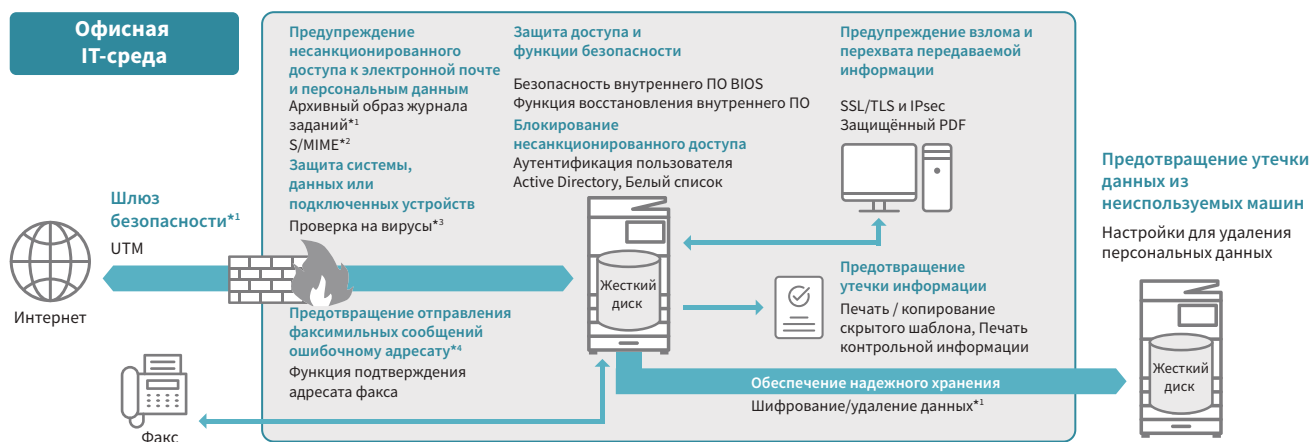 Офисная
IT-среда
Шлюз
безопасности*1
UTM
Интернет
Факс
Предупреждение
несанкционированного
доступа к электронной почте
и персональным данным
Архивный образ журнала
заданий*1
S/MIME*2
Защита системы,
данных или
подключенных устройств
Проверка на вирусы*3
Предотвращение отправления
факсимильных сообщений
ошибочному адресату*4
Функция подтверждения
адресата факса
Защита доступа и
функции безопасности
Безопасность внутреннего ПО BIOS
Функция восстановления внутреннего ПО
Блокирование
несанкционированного доступа
Аутентификация пользователя
Active Directory, Белый список
Жесткий
диск
Предупреждение взлома и
перехвата передаваемой
информации
SSL/TLS и IPsec
Защищённый PDF
Предотвращение
утечки информации
Печать / копирование
скрытого шаблона, Печать
контрольной информации
Обеспечение надежного хранения
Шифрование/удаление данных*1
Предотвращение утечки
данных из
неиспользуемых машин
Настройки для удаления
персональных данных
Жесткий
диск